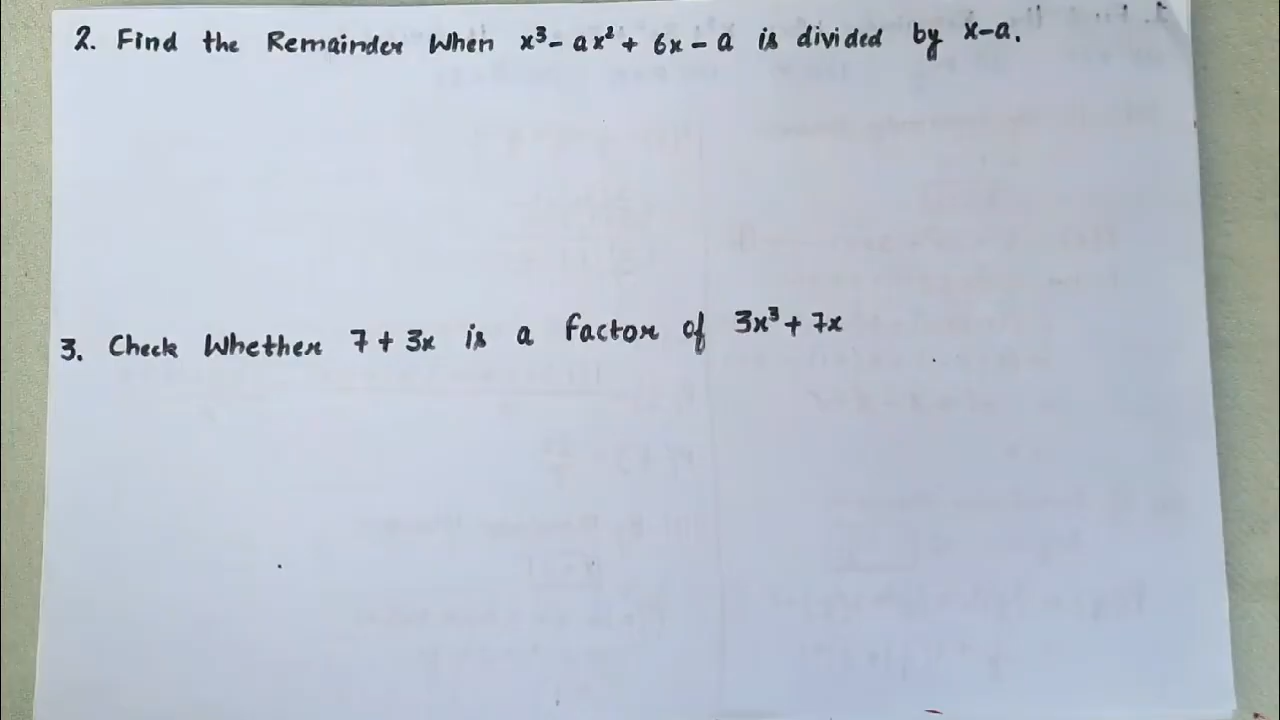 2. Find the Remainder When x³- ax² + 6x - a is divided by x-a.
3. Check Whether 7 + 3x is a factor of 3x³ + 7x